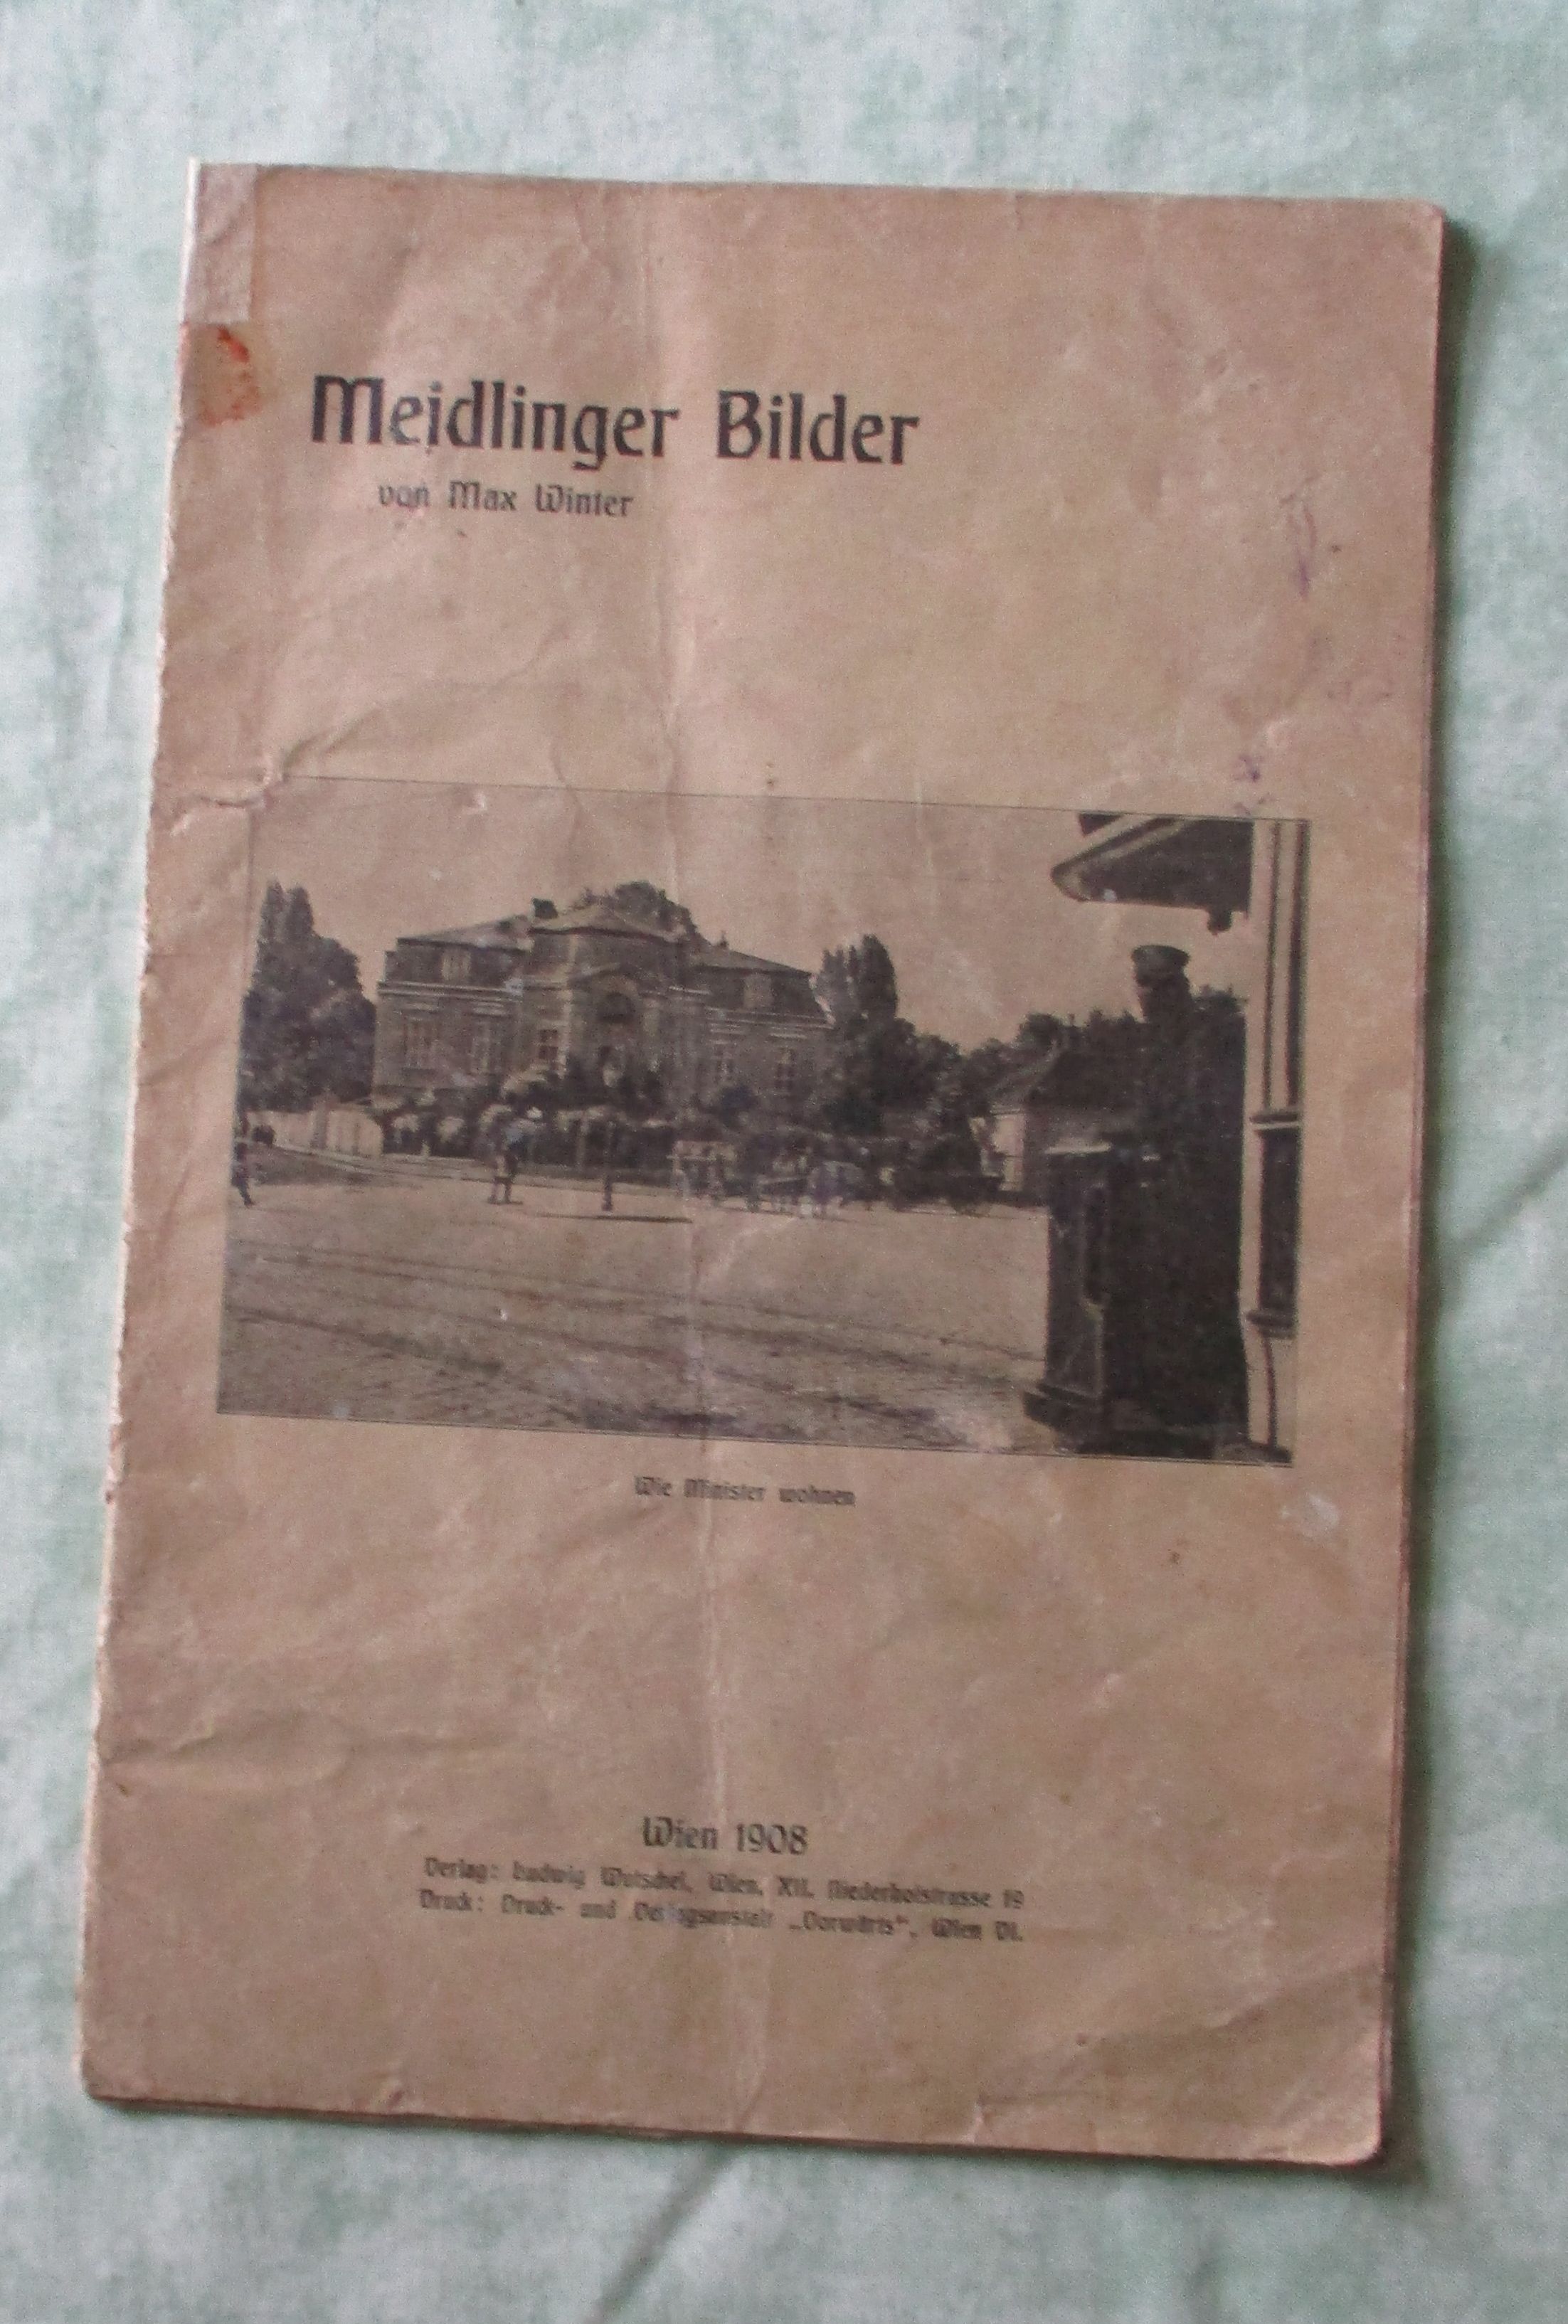 Meidlinger Bilder
von Max Winter
Wie Minister wohnen
Wien 1908
Verlag: Ludwig Wutschel, Wien, XII. Niederhofstrasse 19
Druck: Druck- und Verlagsanstalt „Vorwärts“, Wien VI.